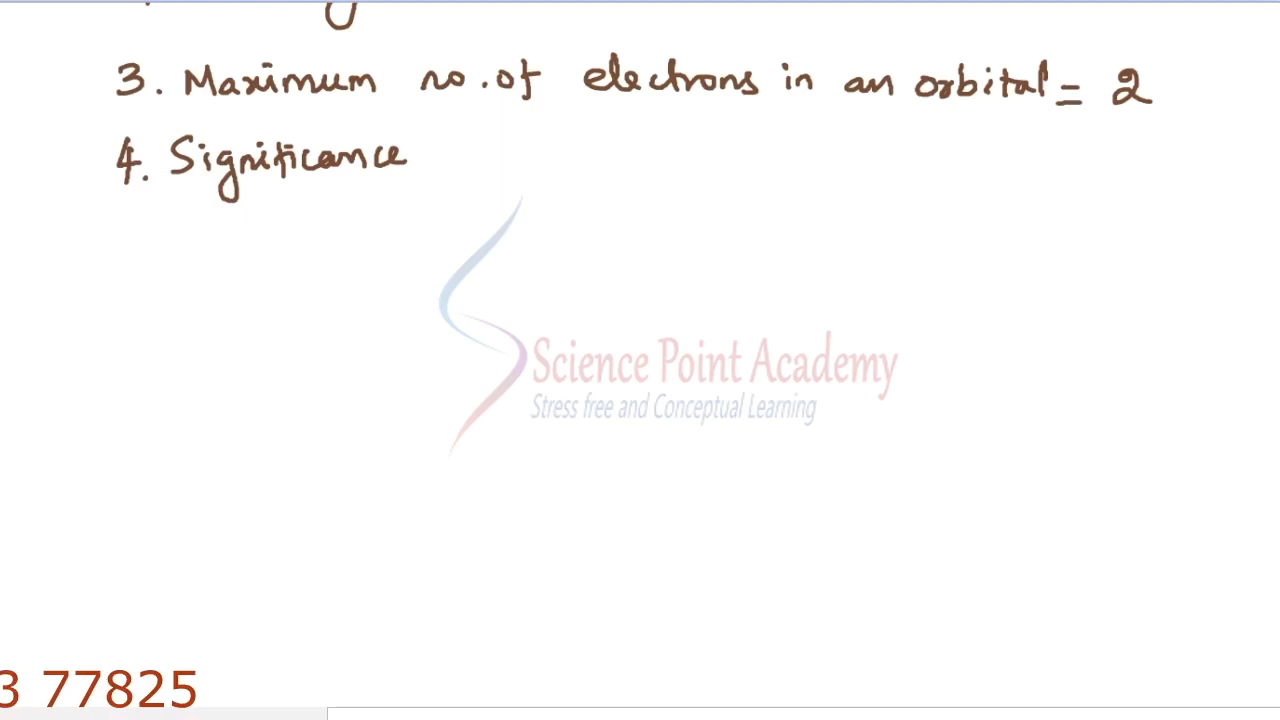 3. Maximum no. of electrons in an orbital = 2
4. Significance
Science Point Academy
Stress free and Conceptual Learning
3 77825